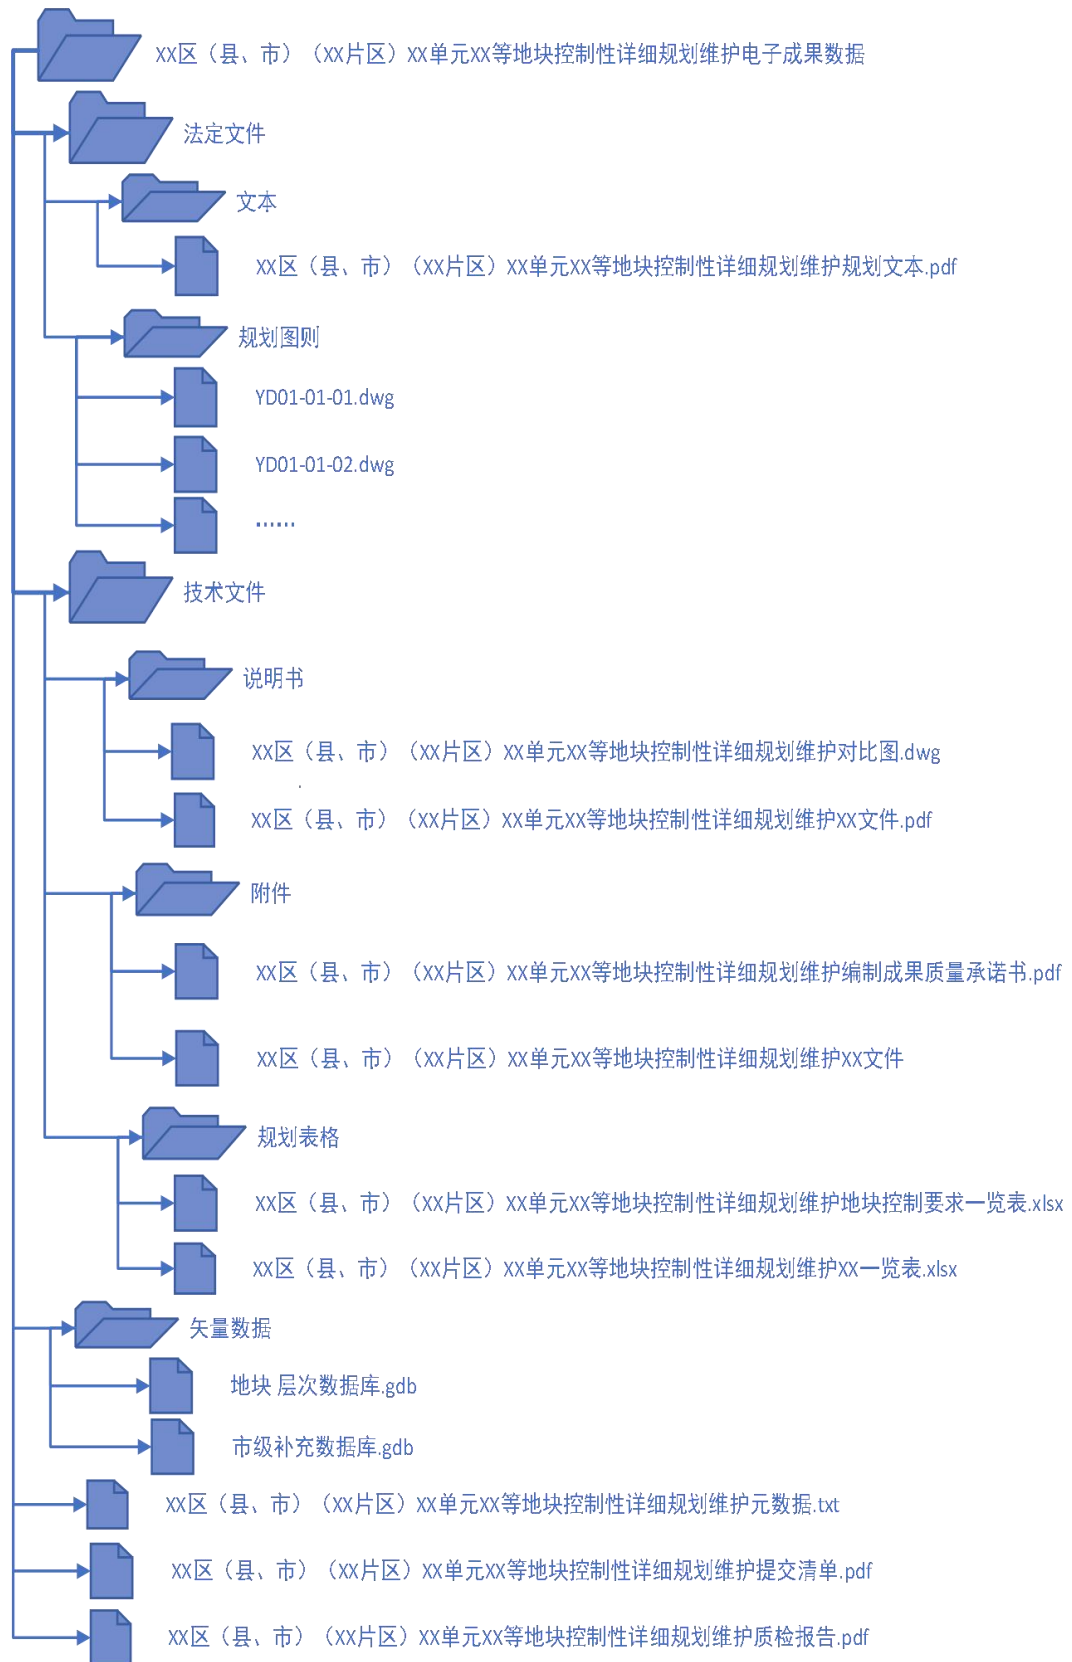 XX区（县、市）（XX片区）XX单元XX等地块控制性详细规划维护电子成果数据
法定文件
文本
XX区（县、市）（XX片区）XX单元XX等地块控制性详细规划维护规划文本.pdf
规划图则
YD01-01-01.dwg
YD01-01-02.dwg
……
技术文件
说明书
XX区（县、市）（XX片区）XX单元XX等地块控制性详细规划维护对比图.dwg
XX区（县、市）（XX片区）XX单元XX等地块控制性详细规划维护XX文件.pdf
附件
XX区（县、市）（XX片区）XX单元XX等地块控制性详细规划维护编制成果质量承诺书.pdf
XX区（县、市）（XX片区）XX单元XX等地块控制性详细规划维护XX文件
规划表格
XX区（县、市）（XX片区）XX单元XX等地块控制性详细规划维护地块控制要求一览表.xlsx
XX区（县、市）（XX片区）XX单元XX等地块控制性详细规划维护XX一览表.xlsx
矢量数据
地块 层次数据库.gdb
市级补充数据库.gdb
XX区（县、市）（XX片区）XX单元XX等地块控制性详细规划维护元数据.txt
XX区（县、市）（XX片区）XX单元XX等地块控制性详细规划维护提交清单.pdf
XX区（县、市）（XX片区）XX单元XX等地块控制性详细规划维护质检报告.pdf